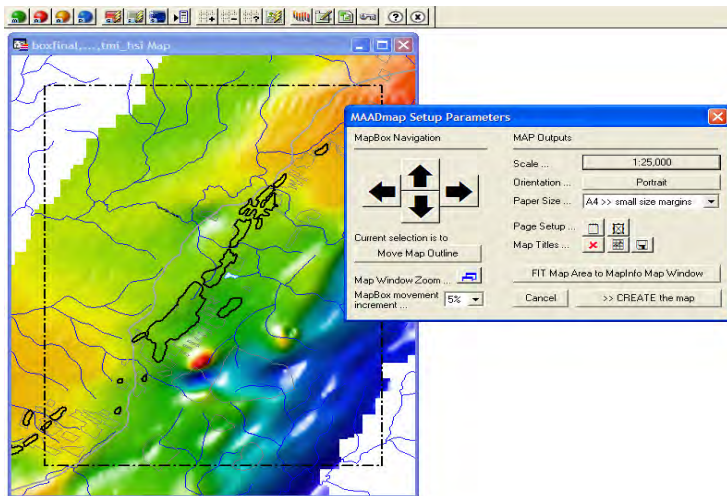 boxfinal,...,tmi_hsi Map
MAADmap Setup Parameters
MapBox Navigation
MAP Outputs
Scale ...
1:25,000
Orientation ...
Portrait
Paper Size ...
A4 >> small size margins
Page Setup ...
Map Titles ...
Current selection is to
Move Map Outline
Map Window Zoom ...
MapBox movement
increment ...
5%
FIT Map Area to MapInfo Map Window
Cancel
>> CREATE the map